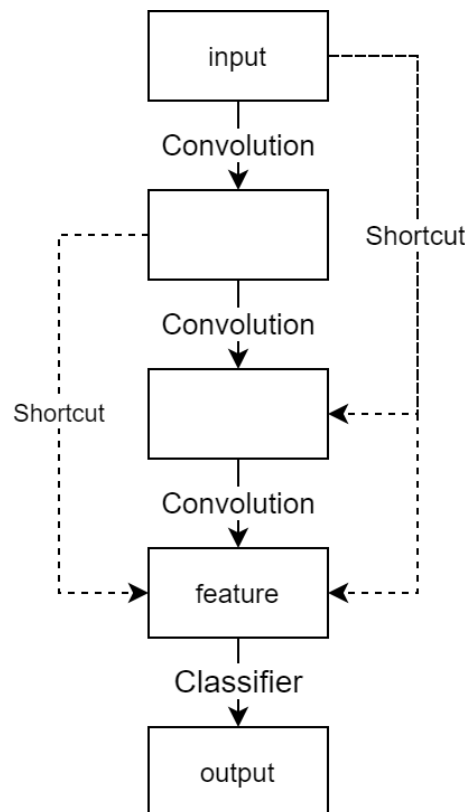 input
Convolution
Shortcut
Convolution
Shortcut
Convolution
feature
Classifier
output